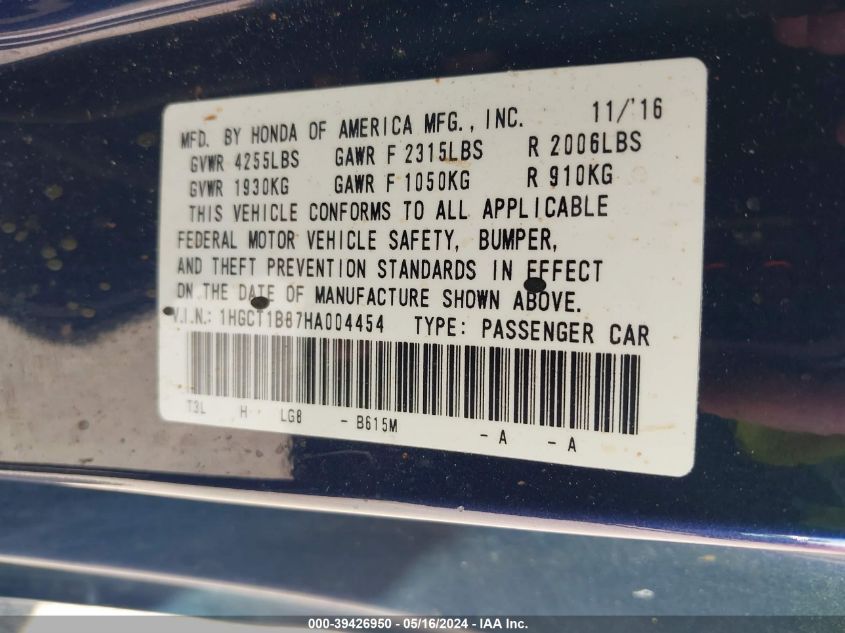 MFD. BY HONDA OF AMERICA MFG., INC. 11/'16
GVWR 4255LBS GAWR F 2315LBS R 2006LBS
GVWR 1930KG GAWR F 1050KG R 910KG
THIS VEHICLE CONFORMS TO ALL APPLICABLE
FEDERAL MOTOR VEHICLE SAFETY, BUMPER,
AND THEFT PREVENTION STANDARDS IN EFFECT
ON THE DATE OF MANUFACTURE SHOWN ABOVE.
V.I.N.: 1HGCT1B87HA004454 TYPE: PASSENGER CAR
T3L H LG8 - B615M - A - A
000-39426950 - 05/16/2024 - IAA Inc.